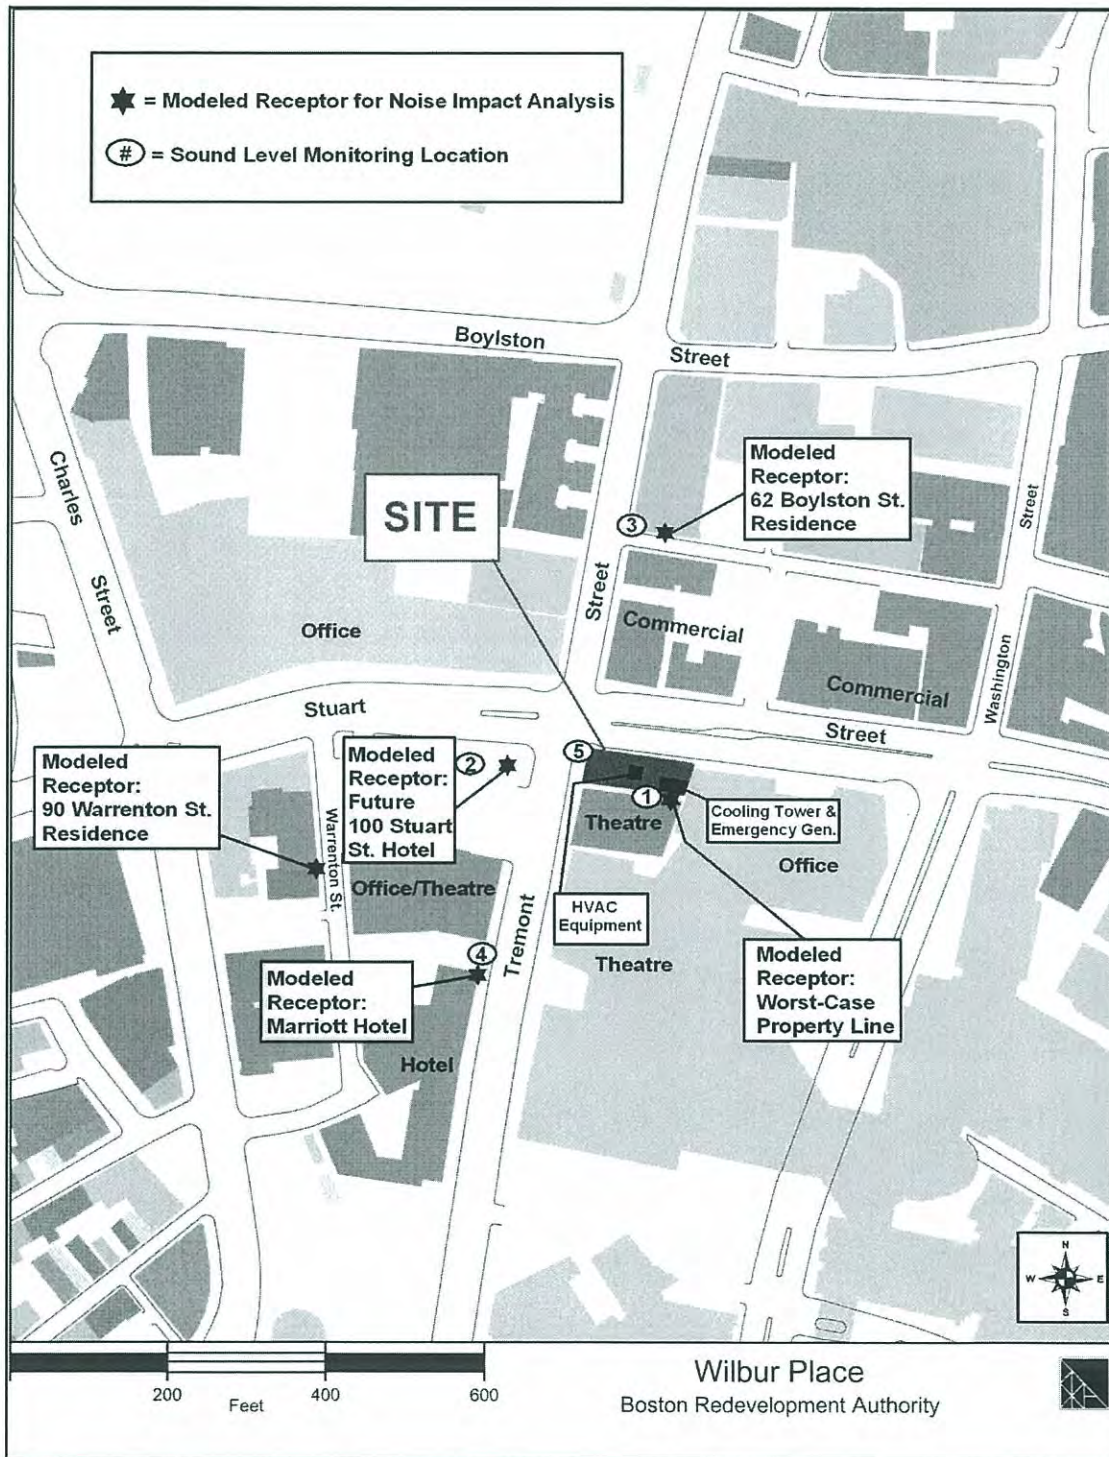 = Modeled Receptor for Noise Impact Analysis
# = Sound Level Monitoring Location
Boylston
Street
Charles
Street
SITE
Modeled
Receptor:
62 Boylston St.
Residence
3
Street
Street
Office
Commercial
Commercial
Washington
Stuart
Street
Modeled
Receptor:
90 Warrenton St.
Residence
2
Modeled
Receptor:
Future
100 Stuart
St. Hotel
5
1
Theatre
Cooling Tower &
Emergency Gen.
Office
Warrenton St.
Office/Theatre
HVAC
Equipment
Tremont
Theatre
4
Modeled
Receptor:
Marriott Hotel
Modeled
Receptor:
Worst-Case
Property Line
Hotel
N
W E
S
200 400 600
Feet
Wilbur Place
Boston Redevelopment Authority